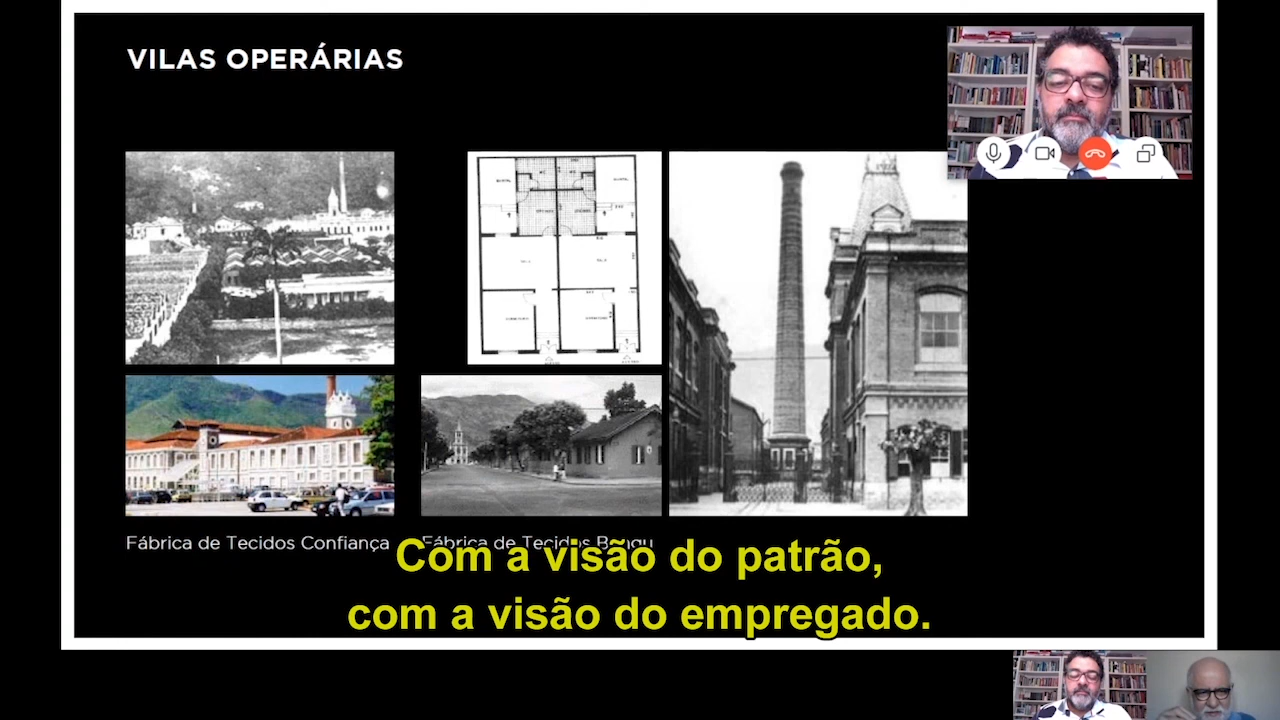 VILAS OPERÁRIAS
Fábrica de Tecidos Confiança
Fábrica de Tecidos Bangu
Com a visão do patrão,
com a visão do empregado.